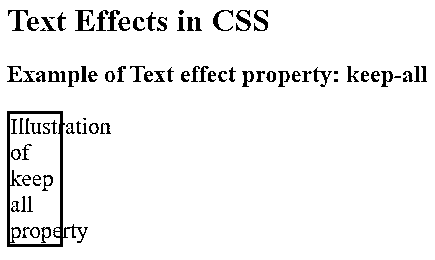 Text Effects in CSS
Example of Text effect property: keep-all
Illustration
of
keep
all
property